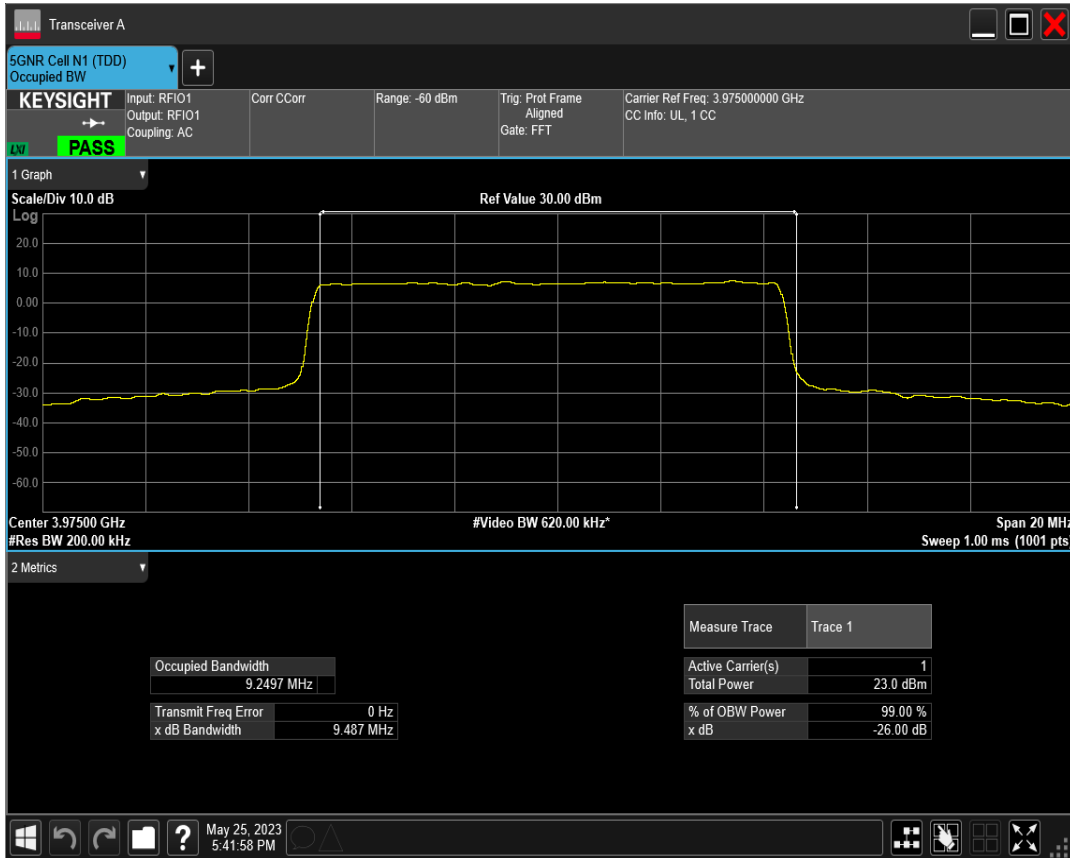 Transceiver A
5GNR Cell N1 (TDD)
Occupied BW
+
KEYSIGHT
LXI
PASS
Input: RFIO1
Output: RFIO1
Coupling: AC
Corr CCorr
Range: -60 dBm
Trig: Prot Frame
Aligned
Gate: FFT
Carrier Ref Freq: 3.975000000 GHz
CC Info: UL, 1 CC
1 Graph
Scale/Div 10.0 dB
Ref Value 30.00 dBm
Log
20.0
10.0
0.00
-10.0
-20.0
-30.0
-40.0
-50.0
-60.0
Center 3.97500 GHz
#Video BW 620.00 kHz*
Span 20 MHz
#Res BW 200.00 kHz
Sweep 1.00 ms (1001 pts)
2 Metrics
Measure Trace Trace 1
Occupied Bandwidth
9.2497 MHz
Active Carrier(s) 1
Total Power 23.0 dBm
Transmit Freq Error 0 Hz
x dB Bandwidth 9.487 MHz
% of OBW Power 99.00 %
x dB -26.00 dB
?
May 25, 2023
5:41:58 PM